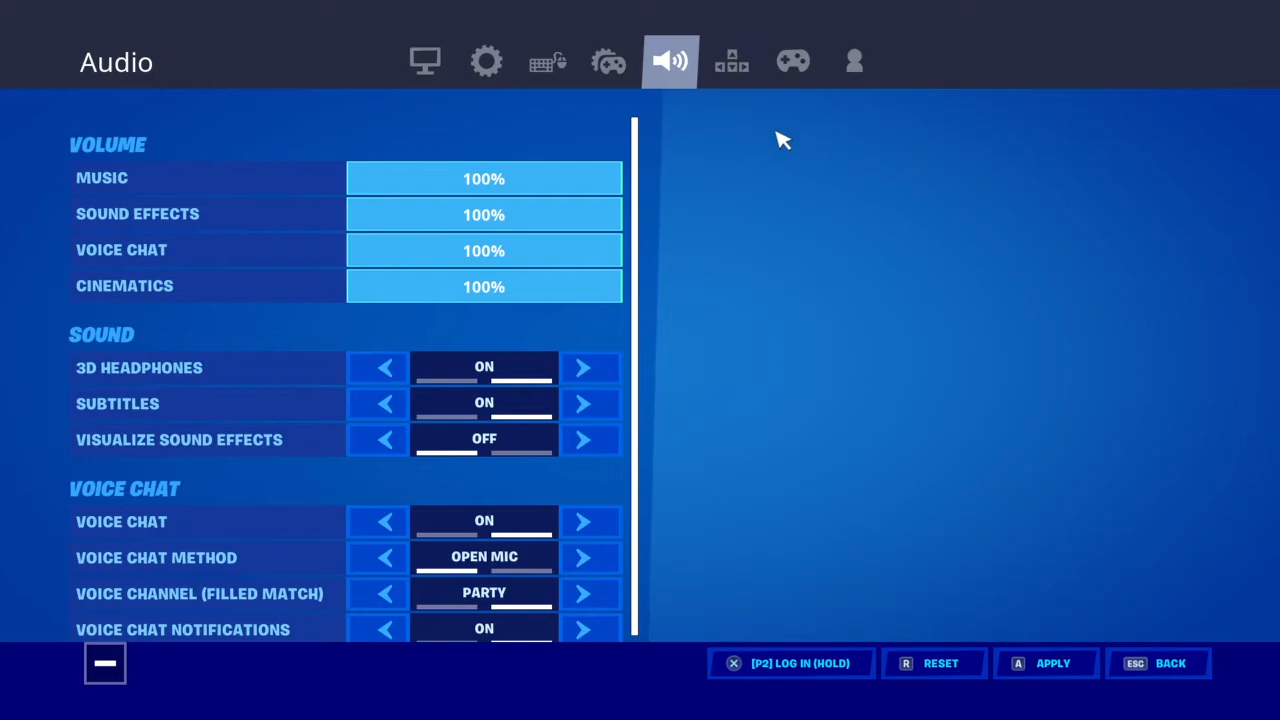 Audio
VOLUME
MUSIC 100%
SOUND EFFECTS 100%
VOICE CHAT 100%
CINEMATICS 100%
SOUND
3D HEADPHONES ON
SUBTITLES ON
VISUALIZE SOUND EFFECTS OFF
VOICE CHAT
VOICE CHAT ON
VOICE CHAT METHOD OPEN MIC
VOICE CHANNEL (FILLED MATCH) PARTY
VOICE CHAT NOTIFICATIONS ON
[P2] LOG IN (HOLD) R RESET A APPLY ESC BACK